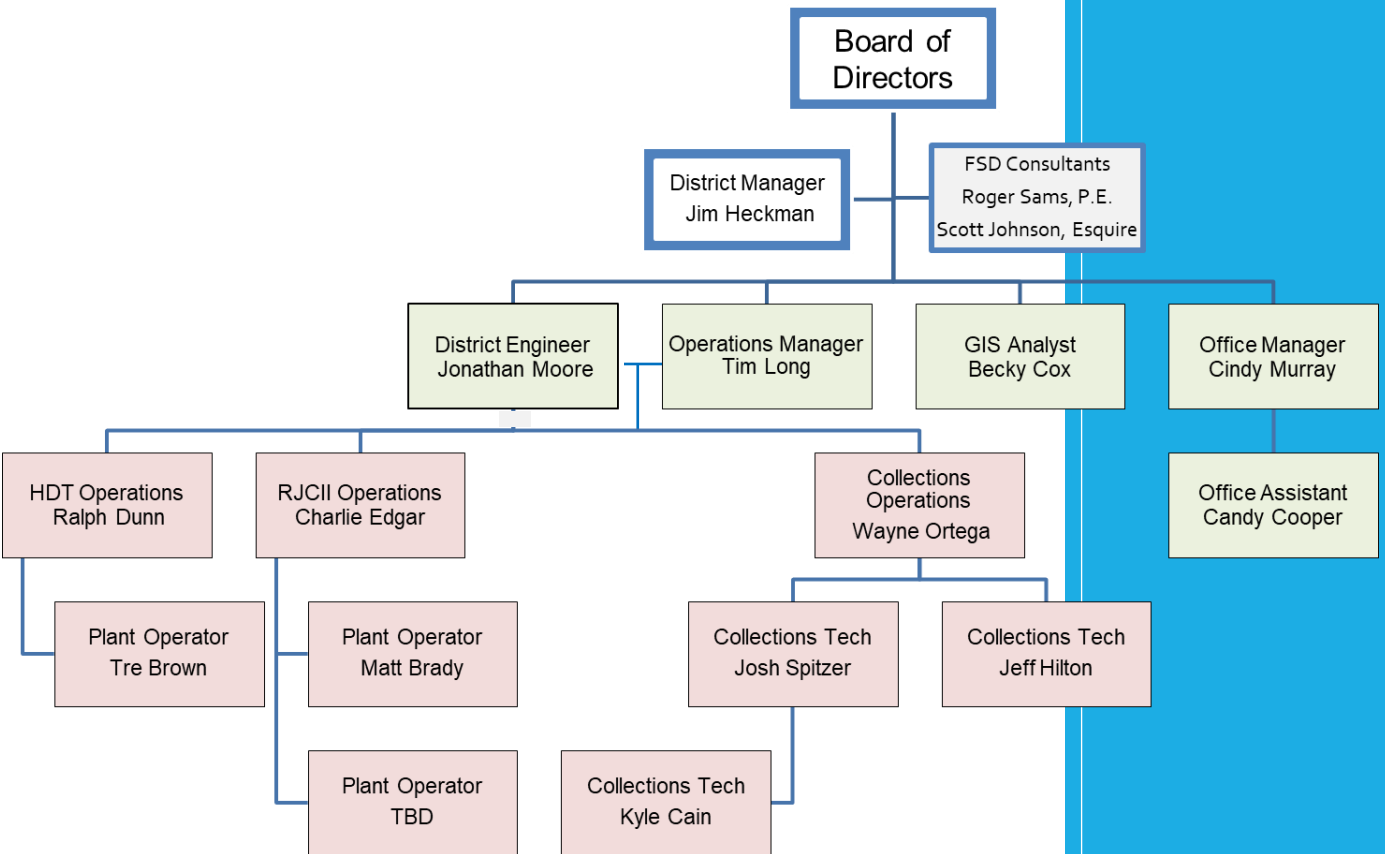 Board of
Directors
District Manager
Jim Heckman
FSD Consultants
Roger Sams, P.E.
Scott Johnson, Esquire
District Engineer
Jonathan Moore
Operations Manager
Tim Long
GIS Analyst
Becky Cox
Office Manager
Cindy Murray
HDT Operations
Ralph Dunn
RJCII Operations
Charlie Edgar
Collections
Operations
Wayne Ortega
Office Assistant
Candy Cooper
Plant Operator
Tre Brown
Plant Operator
Matt Brady
Collections Tech
Josh Spitzer
Collections Tech
Jeff Hilton
Plant Operator
TBD
Collections Tech
Kyle Cain